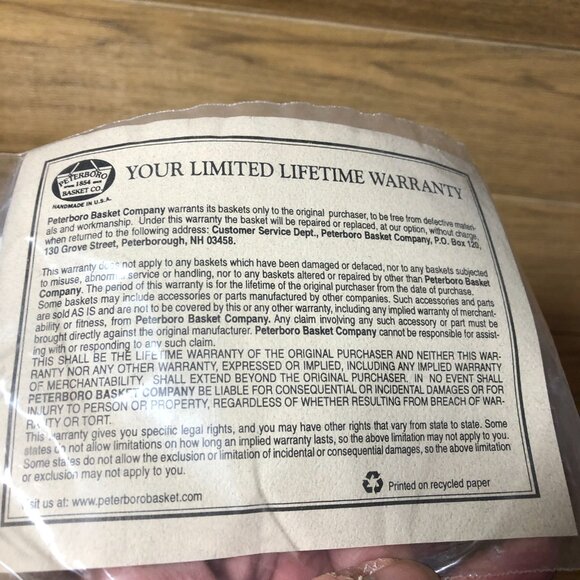 PETERBORO
1854
BASKET CO.
HANDMADE IN U.S.A.
YOUR LIMITED LIFETIME WARRANTY
Peterboro Basket Company warrants its baskets only to the original purchaser, to be free from defective materi-
als and workmanship. Under this warranty the basket will be repaired or replaced, at our option, without charge,
when returned to the following address: Customer Service Dept., Peterboro Basket Company, P.O. Box 120,
130 Grove Street, Peterborough, NH 03458.
This warranty does not apply to any baskets which have been damaged or defaced, nor to any baskets subjected
to misuse, abnormal service or handling, nor to any baskets altered or repaired by other than Peterboro Basket
Company. The period of this warranty is for the lifetime of the original purchaser from the date of purchase.
Some baskets may include accessories or parts manufactured by other companies. Such accessories and parts
are sold AS IS and are not to be covered by this or any other warranty, including any implied warranty of merchant-
ability or fitness, from Peterboro Basket Company. Any claim involving any such accessory or part must be
brought directly against the original manufacturer. Peterboro Basket Company cannot be responsible for assist-
ing with or responding to any such claim.
THIS SHALL BE THE LIFETIME WARRANTY OF THE ORIGINAL PURCHASER AND NEITHER THIS WAR-
RANTY NOR ANY OTHER WARRANTY, EXPRESSED OR IMPLIED, INCLUDING ANY IMPLIED WARRANTY
OF MERCHANTABILITY, SHALL EXTEND BEYOND THE ORIGINAL PURCHASER. IN NO EVENT SHALL
PETERBORO BASKET COMPANY BE LIABLE FOR CONSEQUENTIAL OR INCIDENTAL DAMAGES OR FOR
INJURY TO PERSON OR PROPERTY, REGARDLESS OF WHETHER RESULTING FROM BREACH OF WAR-
RANTY OR TORT.
This warranty gives you specific legal rights, and you may have other rights that vary from state to state. Some
states do not allow limitations on how long an implied warranty lasts, so the above limitation may not apply to you.
Some states do not allow the exclusion or limitation of incidental or consequential damages, so the above limitation
or exclusion may not apply to you.
Visit us at: www.peterborobasket.com
Printed on recycled paper